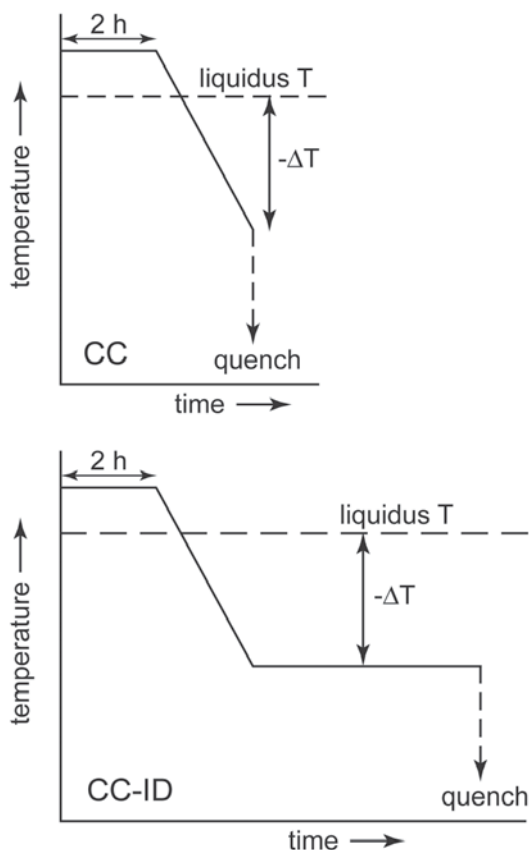 2 h
liquidus T
-ΔT
temperature
CC
quench
time
2 h
liquidus T
-ΔT
temperature
CC-ID
quench
time